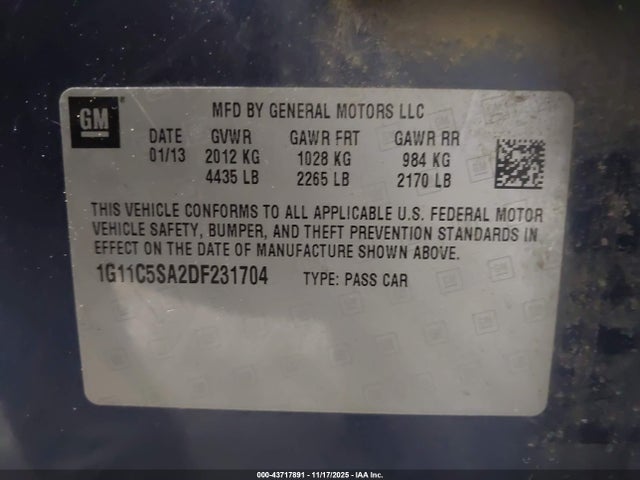 GM
MFD BY GENERAL MOTORS LLC
DATE GVWR GAWR FRT GAWR RR
01/13 2012 KG 1028 KG 984 KG
4435 LB 2265 LB 2170 LB
THIS VEHICLE CONFORMS TO ALL APPLICABLE U.S. FEDERAL MOTOR
VEHICLE SAFETY, BUMPER, AND THEFT PREVENTION STANDARDS IN
EFFECT ON THE DATE OF MANUFACTURE SHOWN ABOVE.
1G11C5SA2DF231704 TYPE: PASS CAR
000-43717891 - 11/17/2025 - IAA Inc.